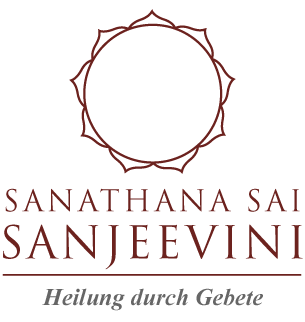 SANATHANA SAI
SANJEEVINI
Heilung durch Gebete